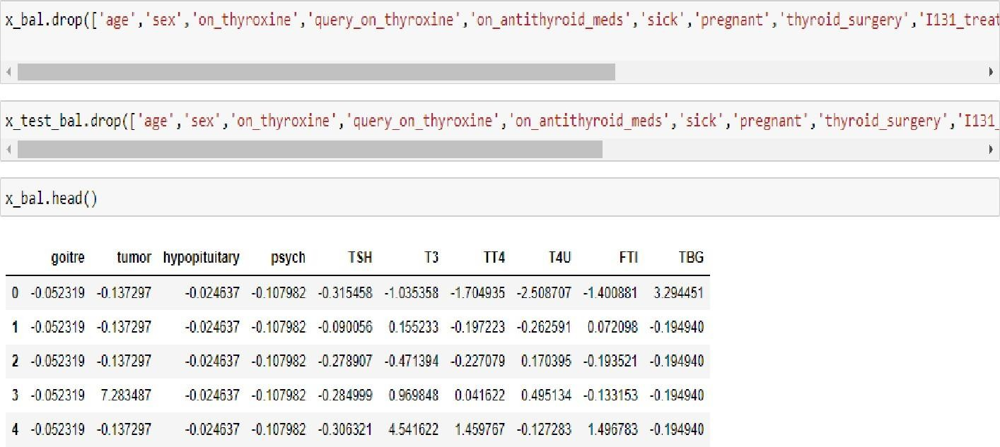 x_bal.drop(['age','sex','on_thyroxine','query_on_thyroxine','on_antithyroid_meds','sick','pregnant','thyroid_surgery','I131_treat
x_test_bal.drop(['age','sex','on_thyroxine','query_on_thyroxine','on_antithyroid_meds','sick','pregnant','thyroid_surgery','I131_
x_bal.head()
goitre tumor hypopituitary psych TSH T3 TT4 T4U FTI TBG
0 -0.052319 -0.137297 -0.024637 -0.107982 -0.315458 -1.035358 -1.704935 -2.508707 -1.400881 3.294451
1 -0.052319 -0.137297 -0.024637 -0.107982 -0.090056 0.155233 -0.197223 -0.262591 0.072098 -0.194940
2 -0.052319 -0.137297 -0.024637 -0.107982 -0.278907 -0.471394 -0.227079 0.170395 -0.193521 -0.194940
3 -0.052319 7.283487 -0.024637 -0.107982 -0.284999 0.969848 0.041622 0.495134 -0.133153 -0.194940
4 -0.052319 -0.137297 -0.024637 -0.107982 -0.306321 4.541622 1.459767 -0.127283 1.496783 -0.194940